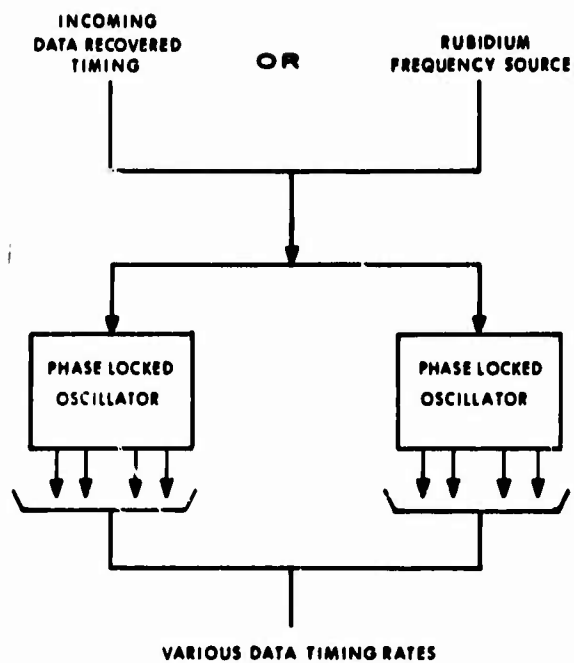 INCOMING
DATA RECOVERED
TIMING
OR
RUBIDIUM
FREQUENCY SOURCE
PHASE LOCKED
OSCILLATOR
PHASE LOCKED
OSCILLATOR
VARIOUS DATA TIMING RATES